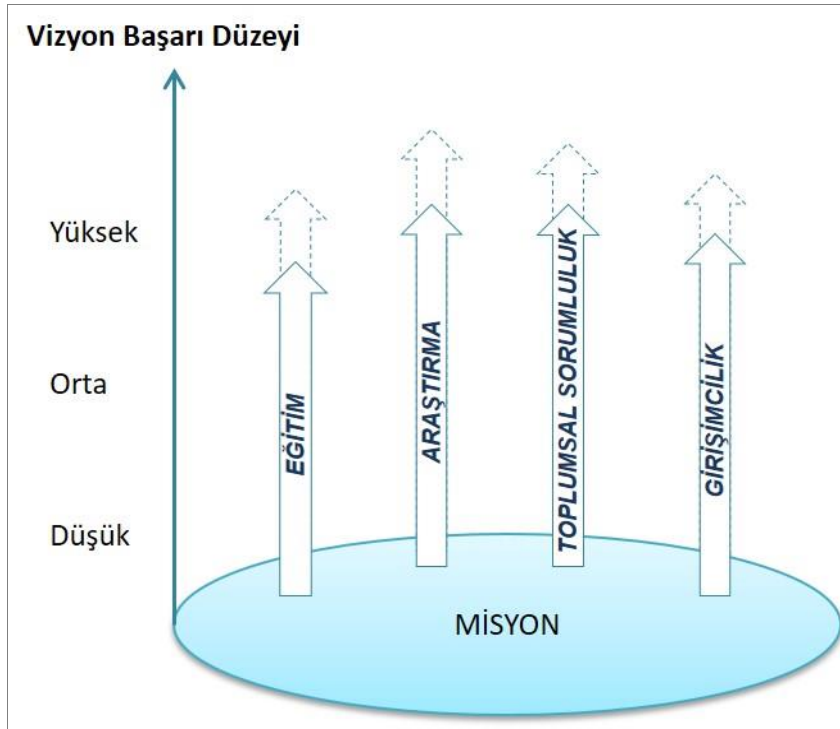 Vizyon Başarı Düzeyi
Yüksek
Orta
Düşük
EĞİTİM
ARAŞTIRMA
TOPLUMSAL SORUMLULUK
GİRİŞİMCİLİK
MİSYON